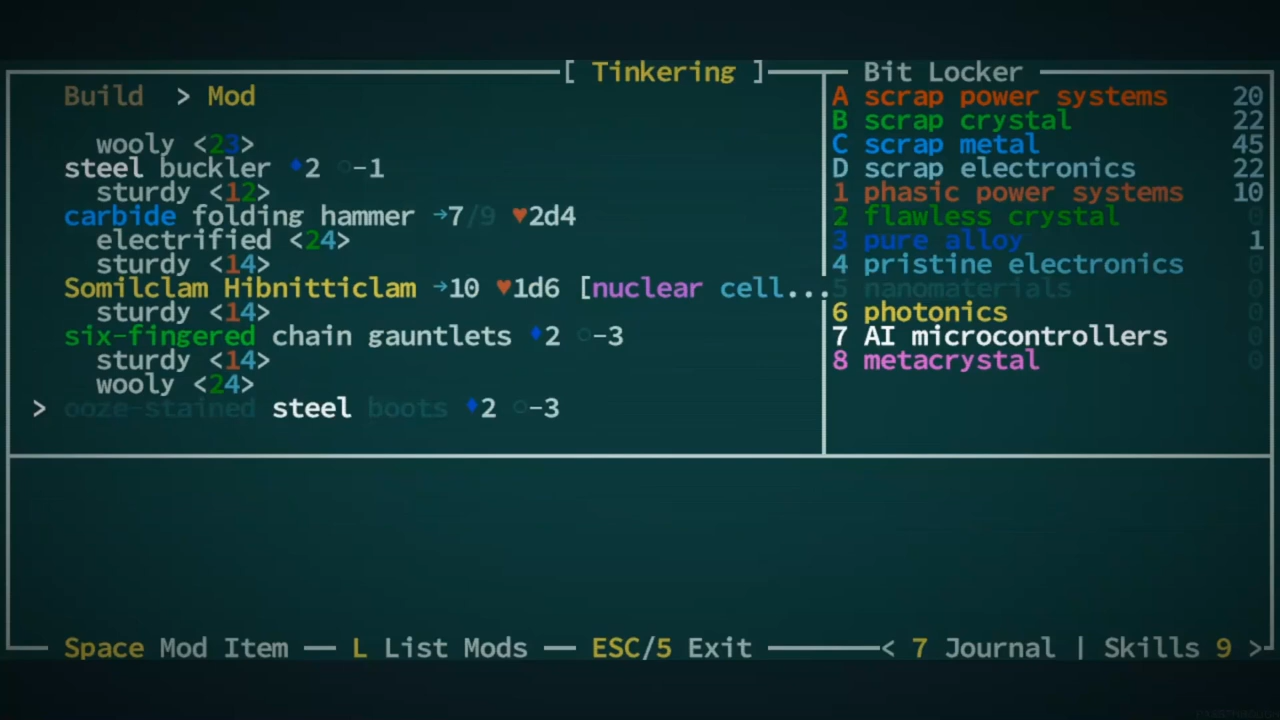 [ Tinkering ]
Build > Mod
wooly <23>
steel buckler ♦2 ○-1
sturdy <12>
carbide folding hammer →7/9 ♥2d4
electrified <24>
sturdy <14>
Somilclam Hibnitticlam →10 ♥1d6 [nuclear cell...
sturdy <14>
six-fingered chain gauntlets ♦2 ○-3
sturdy <14>
wooly <24>
> ooze-stained steel boots ♦2 ○-3
Bit Locker
A scrap power systems 20
B scrap crystal 22
C scrap metal 45
D scrap electronics 22
1 phasic power systems 10
2 flawless crystal 0
3 pure alloy 1
4 pristine electronics 0
5 nanomaterials 0
6 photonics 0
7 AI microcontrollers 0
8 metacrystal 0
Space Mod Item — L List Mods — ESC/5 Exit < 7 Journal | Skills 9 >